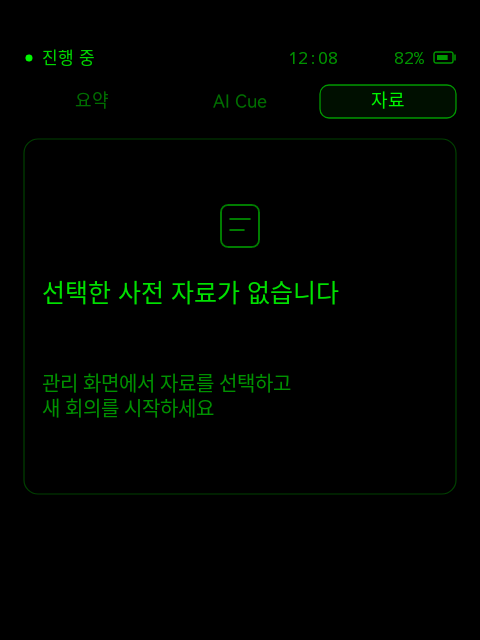 진행 중 12:08 82%
요약 AI Cue 자료
선택한 사전 자료가 없습니다
관리 화면에서 자료를 선택하고
새 회의를 시작하세요